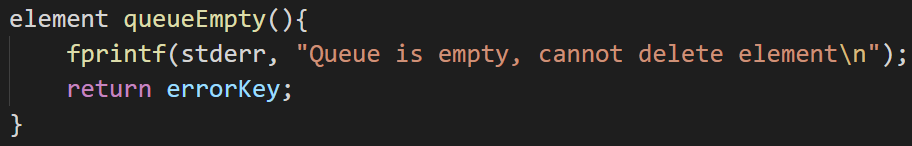 element queueEmpty(){
    fprintf(stderr, "Queue is empty, cannot delete element\n");
    return errorKey;
}